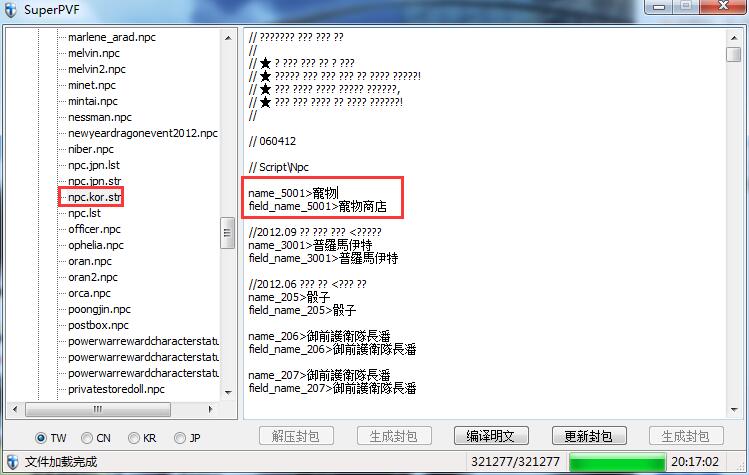 SuperPVF
marlene_arad.npc
melvin.npc
melvin2.npc
minet.npc
mintai.npc
nessman.npc
newyeardragonevent2012.npc
niber.npc
npc.jpn.lst
npc.jpn.str
npc.kor.str
npc.lst
officer.npc
ophelia.npc
oran.npc
oran2.npc
orca.npc
poongjin.npc
postbox.npc
powerwarrewardcharacterstatu
powerwarrewardcharacterstatu
powerwarrewardcharacterstatu
privatestoredoll.npc
// ??????? ??? ??? ??
//
// ★ ? ??? ??? ?? ? ???
// ★ ????? ??? ??? ??? ?? ???? ?????!
// ★ ??? ???? ???? ????? ??????,
// ★ ??? ??? ???? ?? ???? ??????!
//
// 060412
// Script\Npc
name_5001>寵物
field_name_5001>寵物商店
//2012.09 ?? ??? ??? <?????
name_3001>普羅馬伊特
field_name_3001>普羅馬伊特
//2012.06 ??? ?? <??? ??
name_205>骰子
field_name_205>骰子
name_206>御前護衛隊長潘
field_name_206>御前護衛隊長潘
name_207>御前護衛隊長潘
field_name_207>御前護衛隊長潘
TW CN KR JP
解压封包 生成封包 编译明文 更新封包 生成封包
文件加载完成 321277/321277 20:17:02